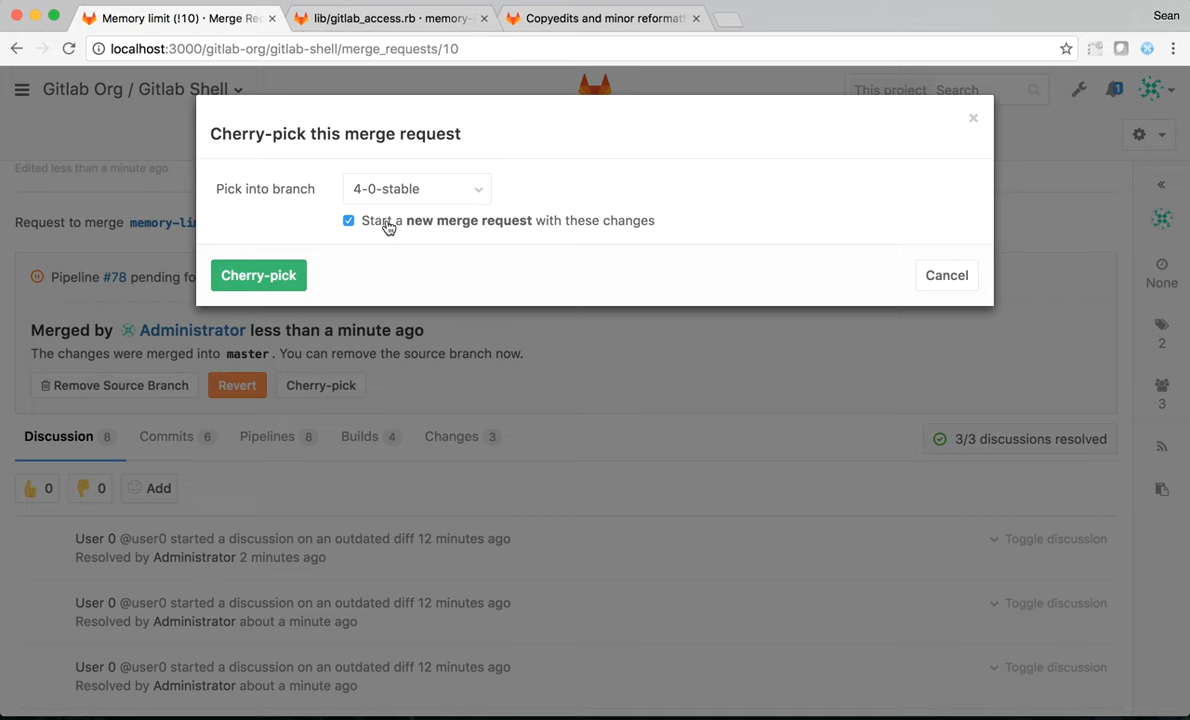 Memory limit (!10) · Merge Re
lib/gitlab_access.rb · memory-
Copyedits and minor reformatt
Sean
localhost:3000/gitlab-org/gitlab-shell/merge_requests/10
Gitlab Org / Gitlab Shell
This project Search
1
Cherry-pick this merge request
Edited less than a minute ago
Pick into branch 4-0-stable
Request to merge memory-li
Start a new merge request with these changes
Pipeline #78 pending fo
Cherry-pick
Cancel
None
Merged by Administrator less than a minute ago
The changes were merged into master. You can remove the source branch now.
2
Remove Source Branch Revert Cherry-pick
3
Discussion 8 Commits 6 Pipelines 8 Builds 4 Changes 3
3/3 discussions resolved
0 0 Add
User 0 @user0 started a discussion on an outdated diff 12 minutes ago
Toggle discussion
Resolved by Administrator 2 minutes ago
User 0 @user0 started a discussion on an outdated diff 12 minutes ago
Toggle discussion
Resolved by Administrator about a minute ago
User 0 @user0 started a discussion on an outdated diff 12 minutes ago
Toggle discussion
Resolved by Administrator about a minute ago